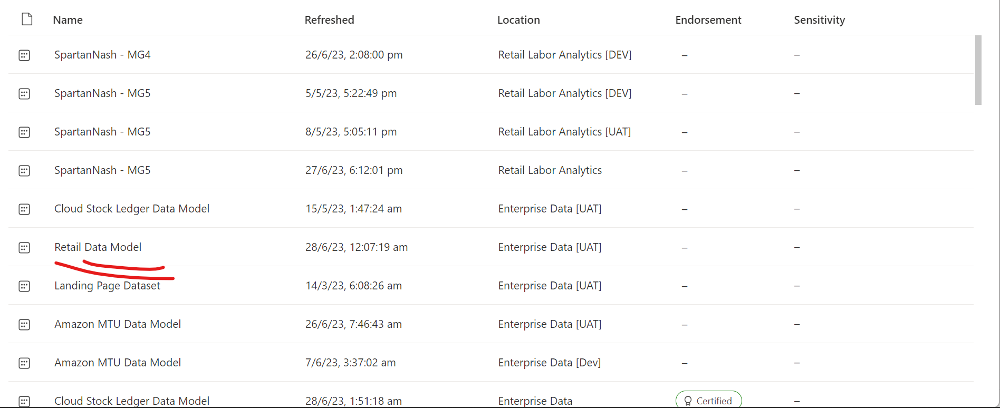 Name Refreshed Location Endorsement Sensitivity
SpartanNash - MG4 26/6/23, 2:08:00 pm Retail Labor Analytics [DEV] – –
SpartanNash - MG5 5/5/23, 5:22:49 pm Retail Labor Analytics [DEV] – –
SpartanNash - MG5 8/5/23, 5:05:11 pm Retail Labor Analytics [UAT] – –
SpartanNash - MG5 27/6/23, 6:12:01 pm Retail Labor Analytics – –
Cloud Stock Ledger Data Model 15/5/23, 1:47:24 am Enterprise Data [UAT] – –
Retail Data Model 28/6/23, 12:07:19 am Enterprise Data [UAT] – –
Landing Page Dataset 14/3/23, 6:08:26 am Enterprise Data [UAT] – –
Amazon MTU Data Model 26/6/23, 7:46:43 am Enterprise Data [UAT] – –
Amazon MTU Data Model 7/6/23, 3:37:02 am Enterprise Data [Dev] – –
Cloud Stock Ledger Data Model 28/6/23, 1:51:18 am Enterprise Data Certified –